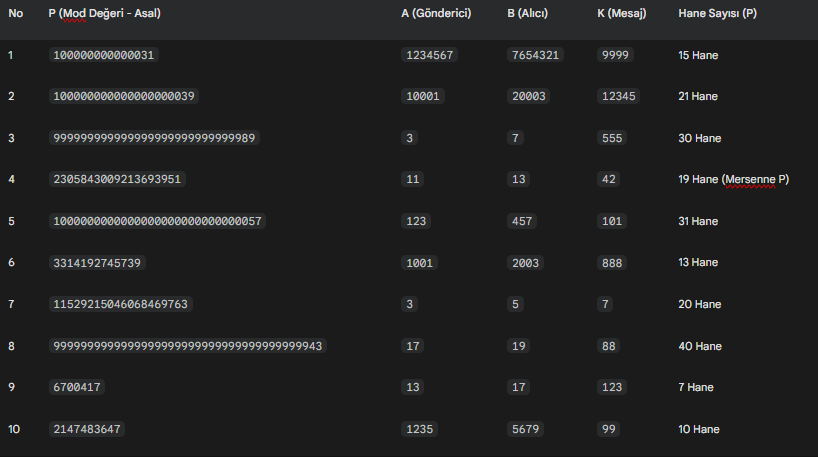 No P (Mod Değeri - Asal) A (Gönderici) B (Alıcı) K (Mesaj) Hane Sayısı (P)
1 100000000000031 1234567 7654321 9999 15 Hane
2 100000000000000000039 10001 20003 12345 21 Hane
3 999999999999999999999999999989 3 7 555 30 Hane
4 2305843009213693951 11 13 42 19 Hane (Mersenne P)
5 1000000000000000000000000000057 123 457 101 31 Hane
6 3314192745739 1001 2003 888 13 Hane
7 11529215046068469763 3 5 7 20 Hane
8 9999999999999999999999999999999999999943 17 19 88 40 Hane
9 6700417 13 17 123 7 Hane
10 2147483647 1235 5679 99 10 Hane